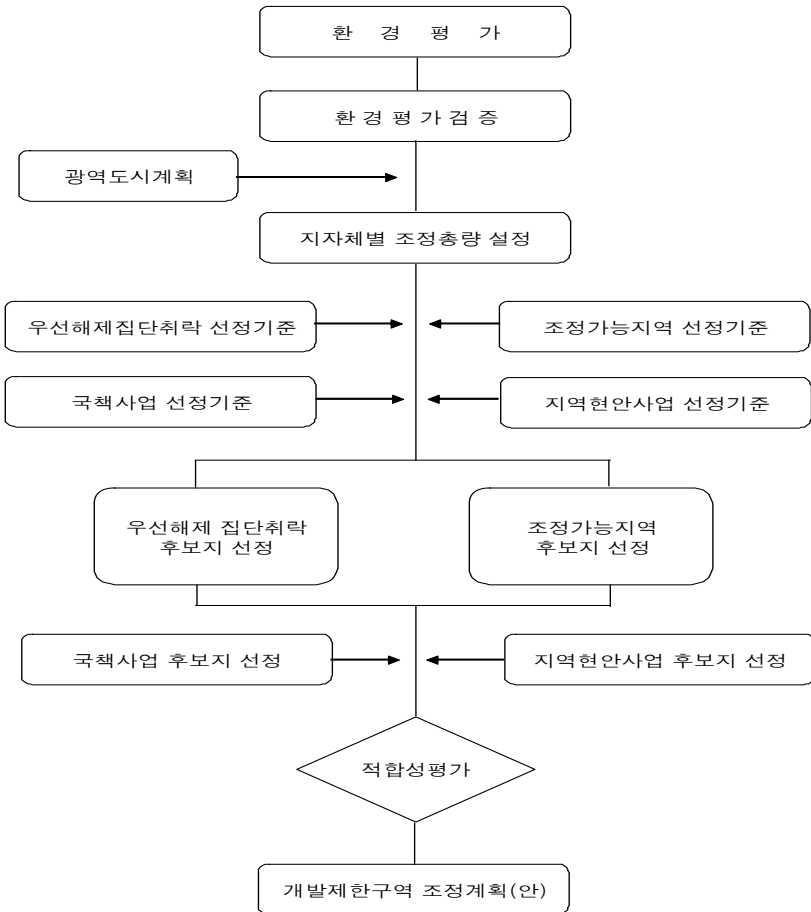 환 경 평 가
환 경 평 가 검 증
광역도시계획
지자체별 조정총량 설정
우선해제집단취락 선정기준
조정가능지역 선정기준
국책사업 선정기준
지역현안사업 선정기준
우선해제 집단취락
후보지 선정
조정가능지역
후보지 선정
국책사업 후보지 선정
지역현안사업 후보지 선정
적합성평가
개발제한구역 조정계획(안)